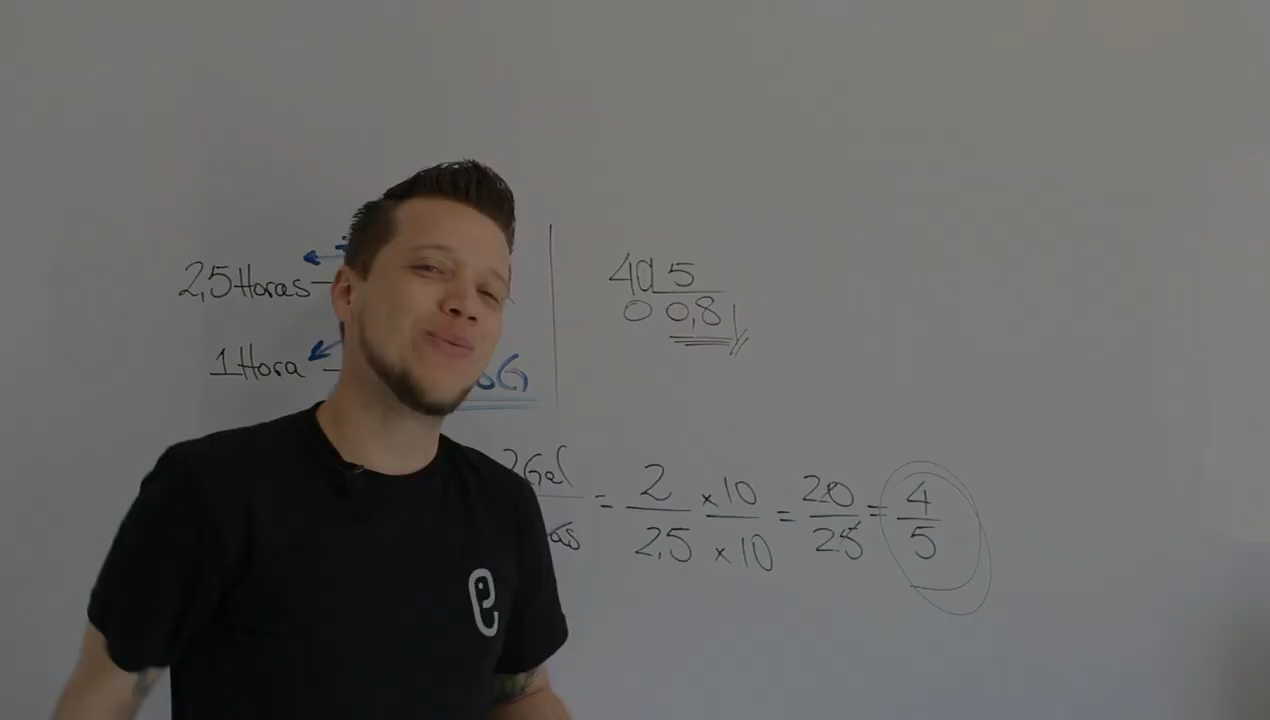 2,5 Horas
1 Hora
40 5
0 0,8
= 2/2,5 ×10/×10 = 20/25 = 4/5